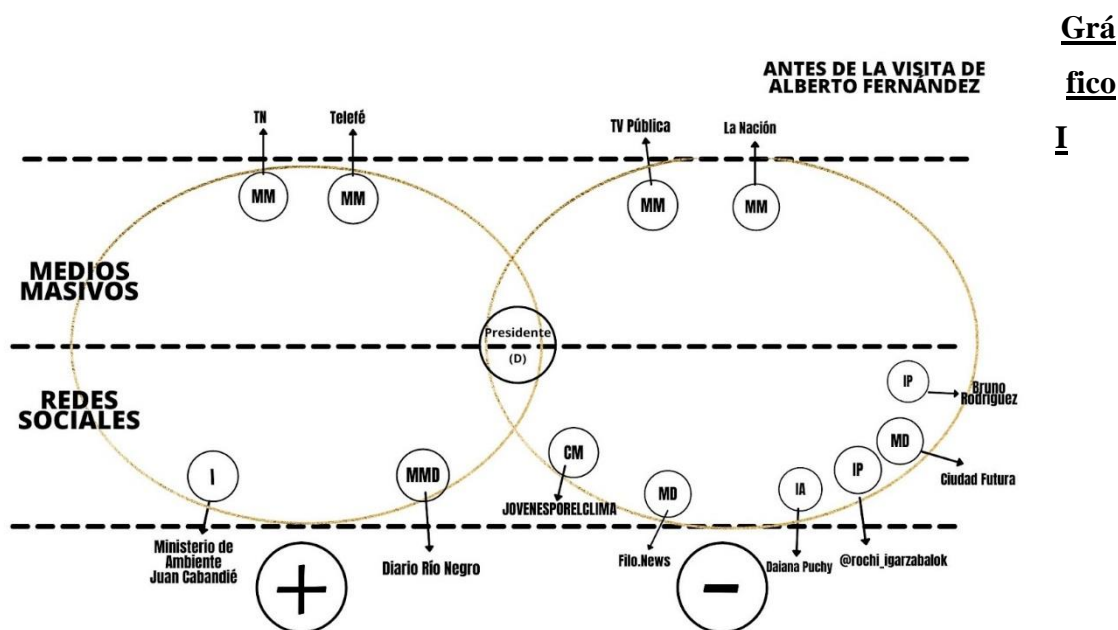 Grá
fico
I
ANTES DE LA VISITA DE
ALBERTO FERNÁNDEZ
TN
Telefé
TV Pública
La Nación
MM
MM
MM
MM
MEDIOS
MASIVOS
Presidente
(D)
REDES
SOCIALES
IP
Bruno
Rodríguez
MD
Ciudad Futura
CM
JOVENESPORELCLIMA
I
MMD
MD
IA
IP
Ministerio de
Ambiente
Juan Cabandié
Diario Río Negro
Filo.News
Daiana Puchy
@rochi_igarzabalok
+
-